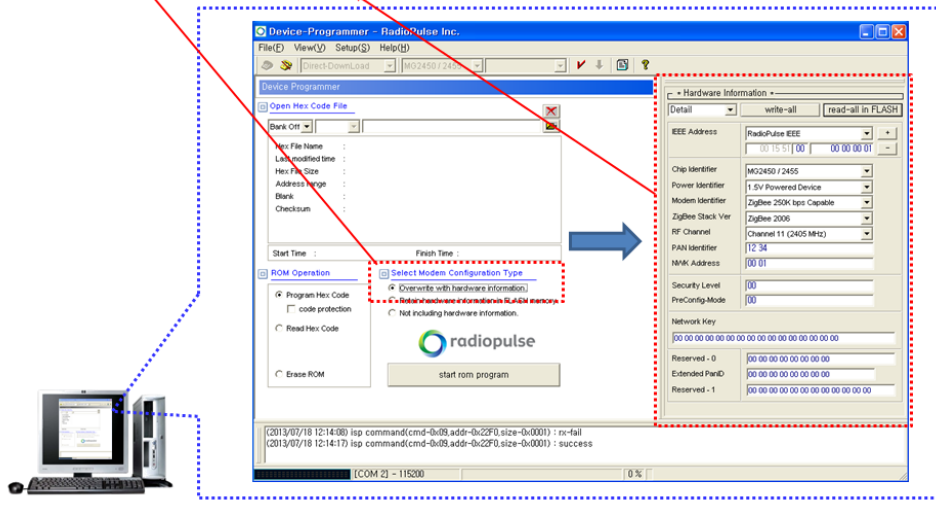 Device-Programmer - RadioPulse Inc.
File(F) View(V) Setup(S) Help(H)
Direct-DownLoad MG2450 / 2455
Device Programmer
Open Hex Code File
Bank Off
Hex File Name :
Last modified time :
Hex File Size :
Address range :
Blank :
Checksum :
Start Time : Finish Time :
ROM Operation
Program Hex Code
code protection
Read Hex Code
Erase ROM
Select Modem Configuration Type
Overwrite with hardware information.
Retain hardware information in FLASH memory.
Not including hardware information.
radiopulse
start rom program
- Hardware Information -
Detail write-all read-all in FLASH
IEEE Address RadioPulse IEEE +
00 15 51 00 00 00 00 01 -
Chip Identifier MG2450 / 2455
Power Identifier 1.5V Powered Device
Modem Identifier ZigBee 250K bps Capable
ZigBee Stack Ver ZigBee 2006
RF Channel Channel 11 (2405 MHz)
PAN Identifier 12 34
NWK Address 00 01
Security Level 00
PreConfig-Mode 00
Network Key
00 00 00 00 00 00 00 00 00 00 00 00 00 00 00 00
Reserved - 0 00 00 00 00 00 00 00 00
Extended PanID 00 00 00 00 00 00 00 00
Reserved - 1 00 00 00 00 00 00 00 00 00 00 00 00
(2013/07/18 12:14:08) isp command(cmd-0x09,addr-0x22F0,size-0x0001) : rx-fail
(2013/07/18 12:14:17) isp command(cmd-0x09,addr-0x22F0,size-0x0001) : success
[COM 2] - 115200 0 %